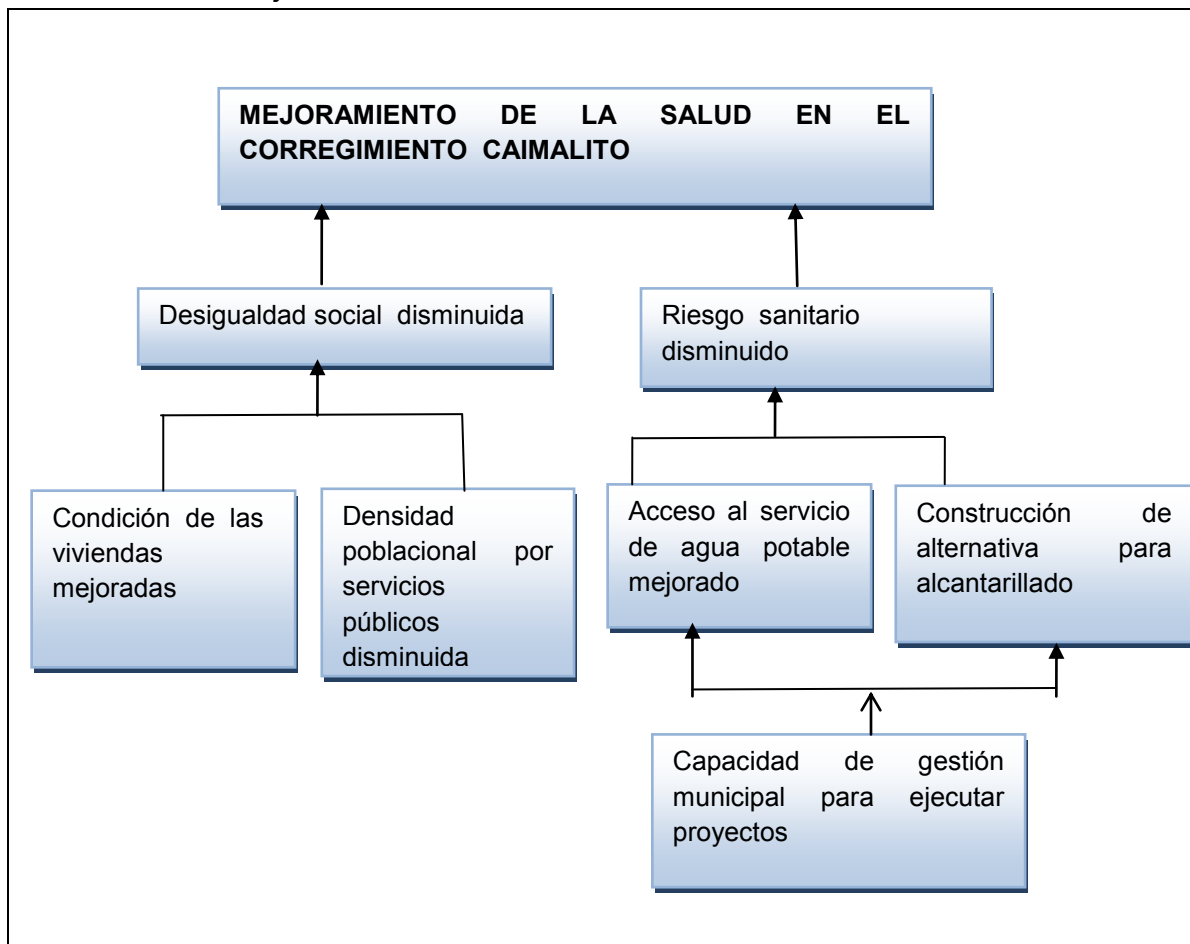 MEJORAMIENTO DE LA SALUD EN EL
CORREGIMIENTO CAIMALITO
Desigualdad social disminuida
Riesgo sanitario
disminuido
Condición de las
viviendas
mejoradas
Densidad
poblacional por
servicios
públicos
disminuida
Acceso al servicio
de agua potable
mejorado
Construcción de
alternativa para
alcantarillado
Capacidad de gestión
municipal para ejecutar
proyectos